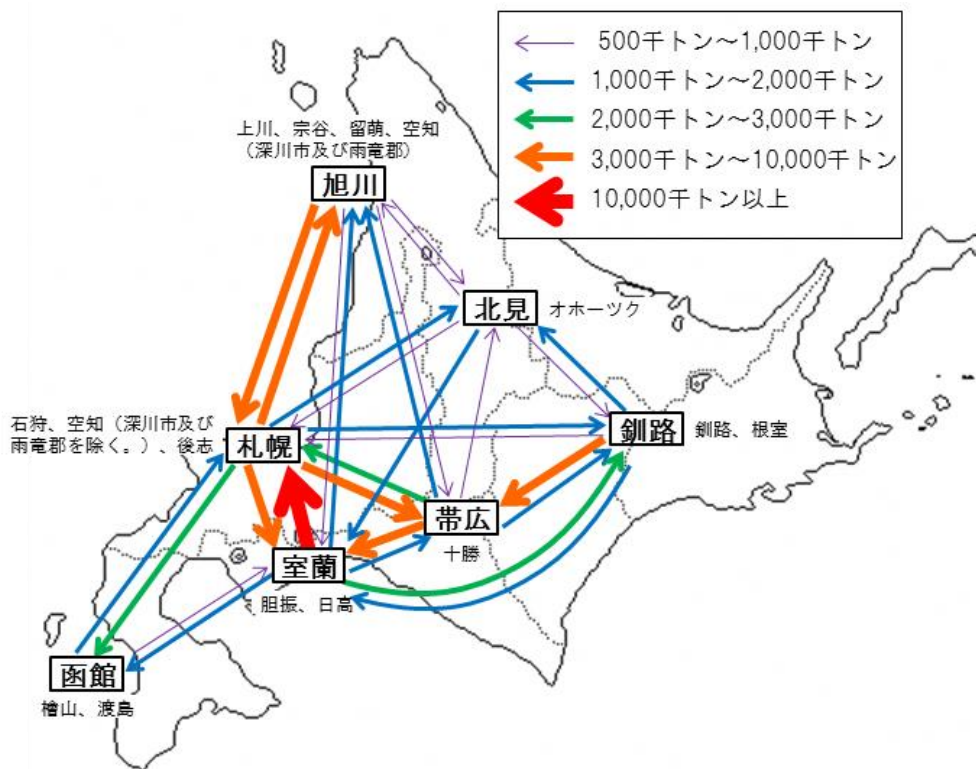 500千トン～1,000千トン
1,000千トン～2,000千トン
2,000千トン～3,000千トン
3,000千トン～10,000千トン
10,000千トン以上
上川、宗谷、留萌、空知
（深川市及び雨竜郡）
旭川
北見
オホーツク
石狩、空知（深川市及び
雨竜郡を除く。）、後志
札幌
釧路
釧路、根室
帯広
十勝
室蘭
胆振、日高
函館
檜山、渡島